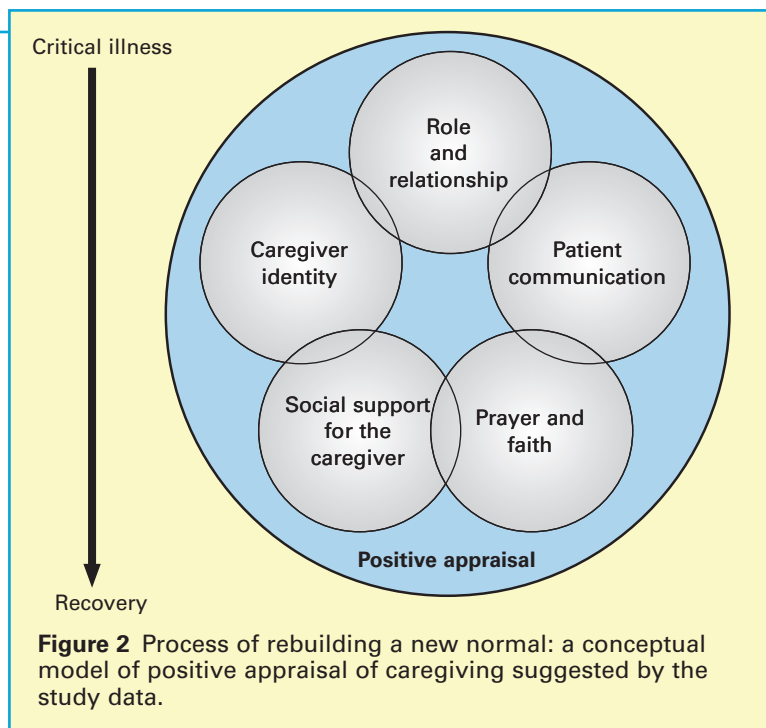 Critical illness
Role
and
relationship
Caregiver
identity
Patient
communication
Social support
for the
caregiver
Prayer and
faith
Positive appraisal
Recovery
Figure 2 Process of rebuilding a new normal: a conceptual
model of positive appraisal of caregiving suggested by the
study data.